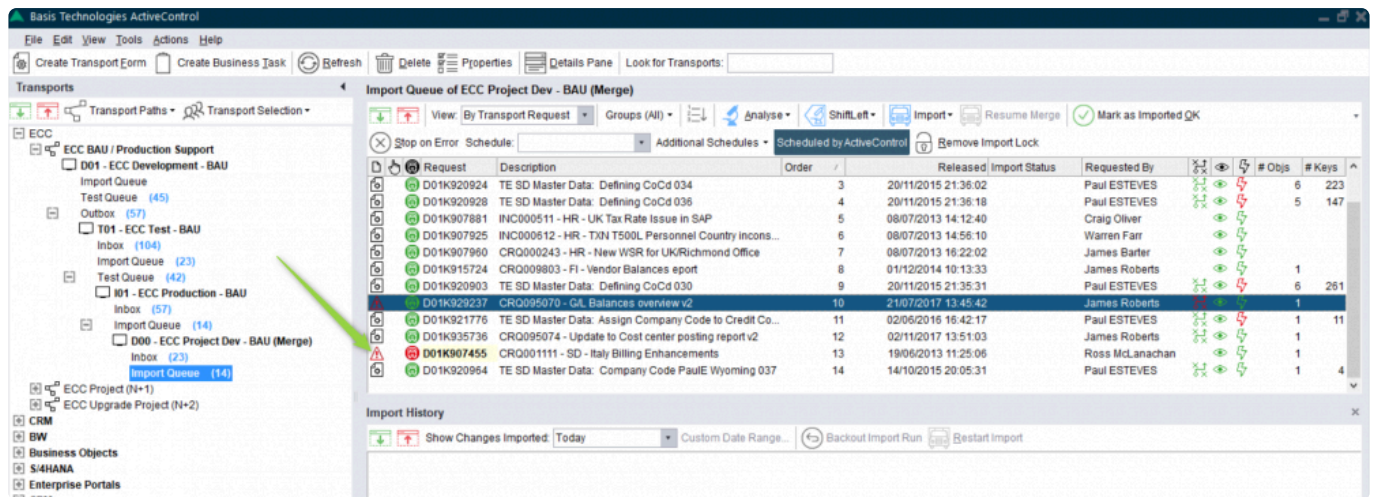 Basis Technologies ActiveControl
File Edit View Tools Actions Help
Create Transport Form Create Business Task Refresh Delete Properties Details Pane Look for Transports:
Transports
Transport Paths Transport Selection
ECC
ECC BAU / Production Support
D01 - ECC Development - BAU
Import Queue
Test Queue (45)
Outbox (57)
T01 - ECC Test - BAU
Inbox (104)
Import Queue (23)
Test Queue (42)
I01 - ECC Production - BAU
Inbox (57)
Import Queue (14)
D00 - ECC Project Dev - BAU (Merge)
Inbox (23)
Import Queue (14)
ECC Project (N+1)
ECC Upgrade Project (N+2)
CRM
BW
Business Objects
S/4HANA
Enterprise Portals
Import Queue of ECC Project Dev - BAU (Merge)
View: By Transport Request Groups (All) Analyse ShiftLeft Import Resume Merge Mark as Imported OK
Stop on Error Schedule: Additional Schedules Scheduled by ActiveControl Remove Import Lock
Request Description Order Released Import Status Requested By # Objs # Keys
D01K920924 TE SD Master Data: Defining CoCd 034 3 20/11/2015 21:36:02 Paul ESTEVES 6 223
D01K920928 TE SD Master Data: Defining CoCd 036 4 20/11/2015 21:36:18 Paul ESTEVES 5 147
D01K907881 INC000511 - HR - UK Tax Rate Issue in SAP 5 08/07/2013 14:12:40 Craig Oliver
D01K907925 INC000612 - HR - TXN T500L Personnel Country incons... 6 08/07/2013 14:56:10 Warren Farr
D01K907960 CRQ000243 - HR - New WSR for UK/Richmond Office 7 08/07/2013 16:22:02 James Barter
D01K915724 CRQ009803 - FI - Vendor Balances eport 8 01/12/2014 10:13:33 James Roberts 1
D01K920903 TE SD Master Data: Defining CoCd 030 9 20/11/2015 21:35:31 Paul ESTEVES 6 261
D01K929237 CRQ095070 - G/L Balances overview v2 10 21/07/2017 13:45:42 James Roberts 1
D01K921776 TE SD Master Data: Assign Company Code to Credit Co... 11 02/06/2016 16:42:17 Paul ESTEVES 1 11
D01K935736 CRQ095074 - Update to Cost center posting report v2 12 02/11/2017 13:51:03 James Roberts 1
D01K907455 CRQ001111 - SD - Italy Billing Enhancements 13 19/06/2013 11:25:06 Ross McLanachan 1
D01K920964 TE SD Master Data: Company Code PaulE Wyoming 037 14 14/10/2015 20:05:31 Paul ESTEVES 1 4
Import History
Show Changes Imported: Today Custom Date Range... Backout Import Run Restart Import